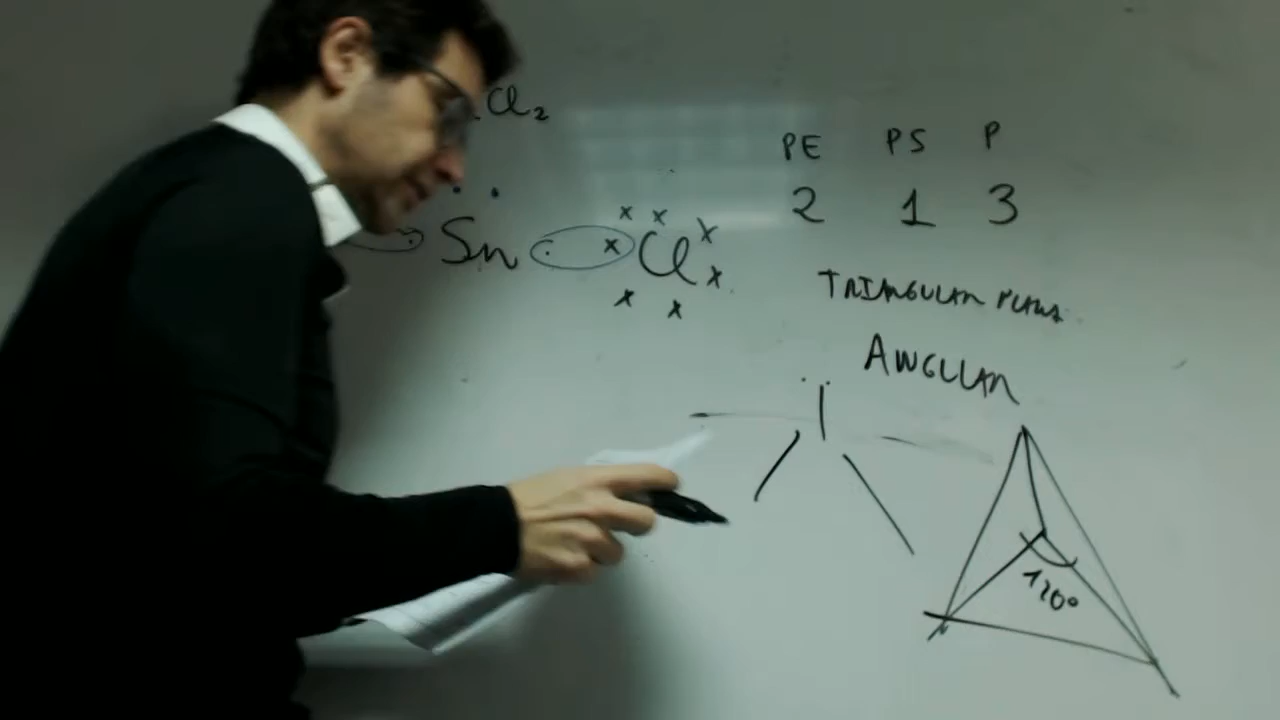 Cl₂
PE PS P
2 1 3
Sn Cl
TRIANGULAR PLANA
ANGULAR
120°